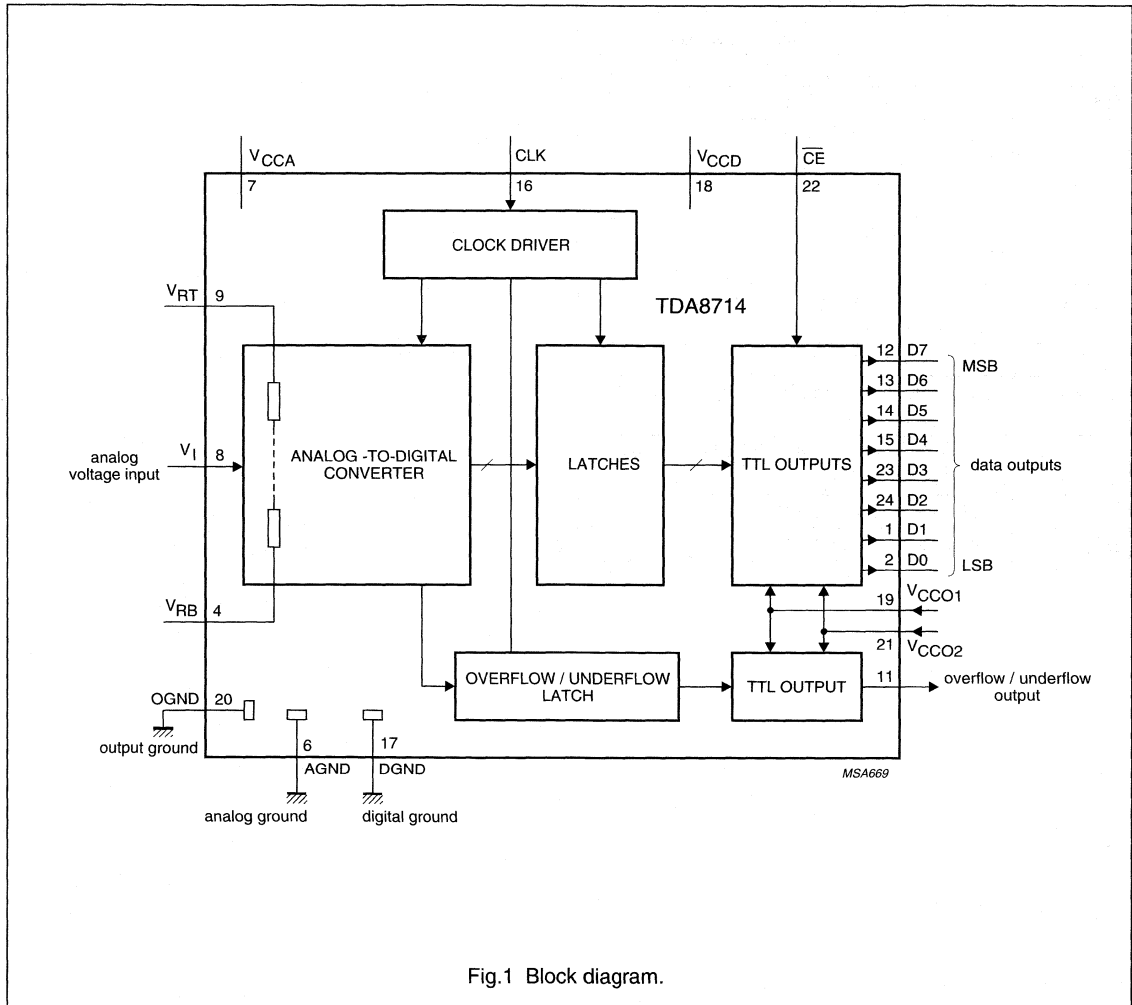 VCCA
CLK
VCCD
CE
7
16
18
22
CLOCK DRIVER
TDA8714
VRT
9
12 D7
MSB
13 D6
14 D5
15 D4
23 D3
24 D2
1 D1
2 D0
LSB
data outputs
analog
voltage input
VI
8
ANALOG -TO-DIGITAL
CONVERTER
LATCHES
TTL OUTPUTS
VRB
4
19
VCCO1
21
VCCO2
OVERFLOW / UNDERFLOW
LATCH
TTL OUTPUT
11
overflow / underflow
output
OGND
20
output ground
6
AGND
analog ground
17
DGND
digital ground
MSA669
Fig.1 Block diagram.